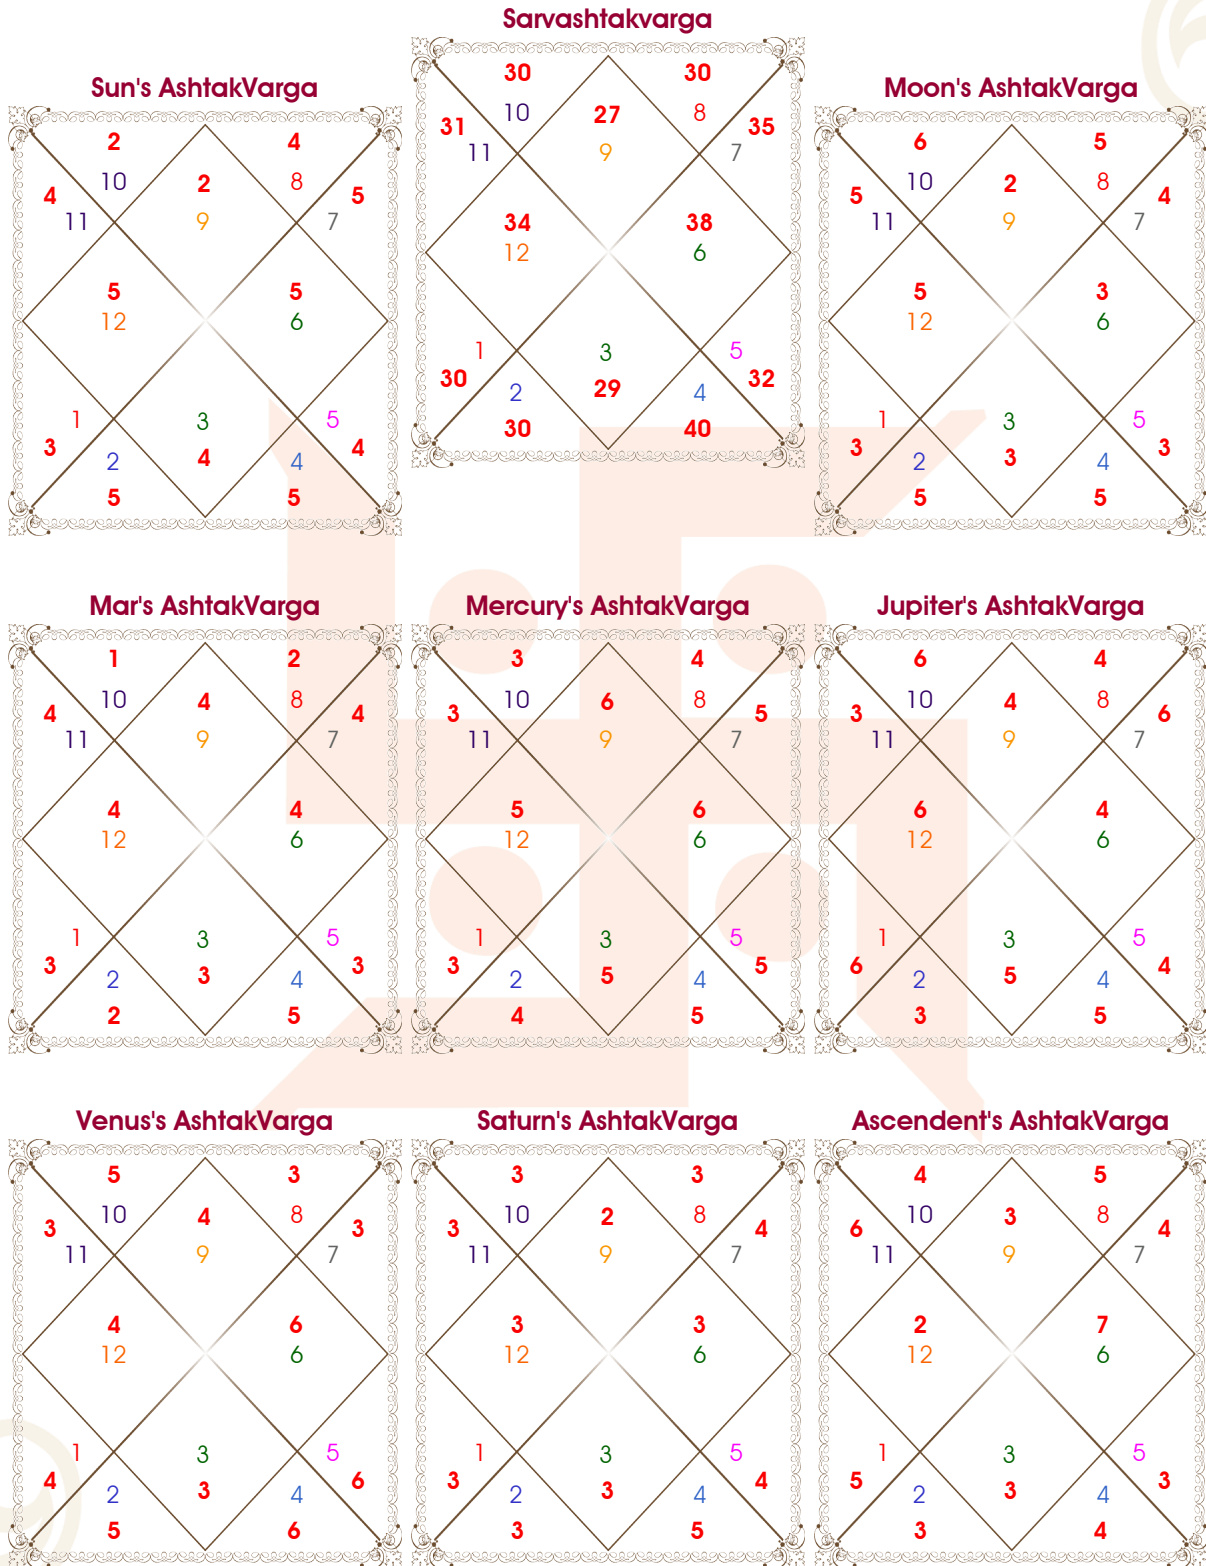 Sarvashtakvarga
30 30
10 27 8
31 35
11 9 7
34 38
12 6
1 3 5
30 29 32
2 4
30 40
Sun's AshtakVarga
2 4
10 2 8
4 5
11 9 7
5 5
12 6
1 3 5
3 4 4
2 4
5 5
Moon's AshtakVarga
6 5
10 2 8
5 4
11 9 7
5 3
12 6
1 3 5
3 3 3
2 4
5 5
Mar's AshtakVarga
1 2
10 4 8
4 4
11 9 7
4 4
12 6
1 3 5
3 3 3
2 4
2 5
Mercury's AshtakVarga
3 4
10 6 8
3 5
11 9 7
5 6
12 6
1 3 5
3 5 5
2 4
4 5
Jupiter's AshtakVarga
6 4
10 4 8
3 6
11 9 7
6 4
12 6
1 3 5
6 5 4
2 4
3 5
Venus's AshtakVarga
5 3
10 4 8
3 3
11 9 7
4 6
12 6
1 3 5
4 3 6
2 4
5 6
Saturn's AshtakVarga
3 3
10 2 8
3 4
11 9 7
3 3
12 6
1 3 5
3 3 4
2 4
3 5
Ascendent's AshtakVarga
4 5
10 3 8
6 4
11 9 7
2 7
12 6
1 3 5
5 3 3
2 4
3 4